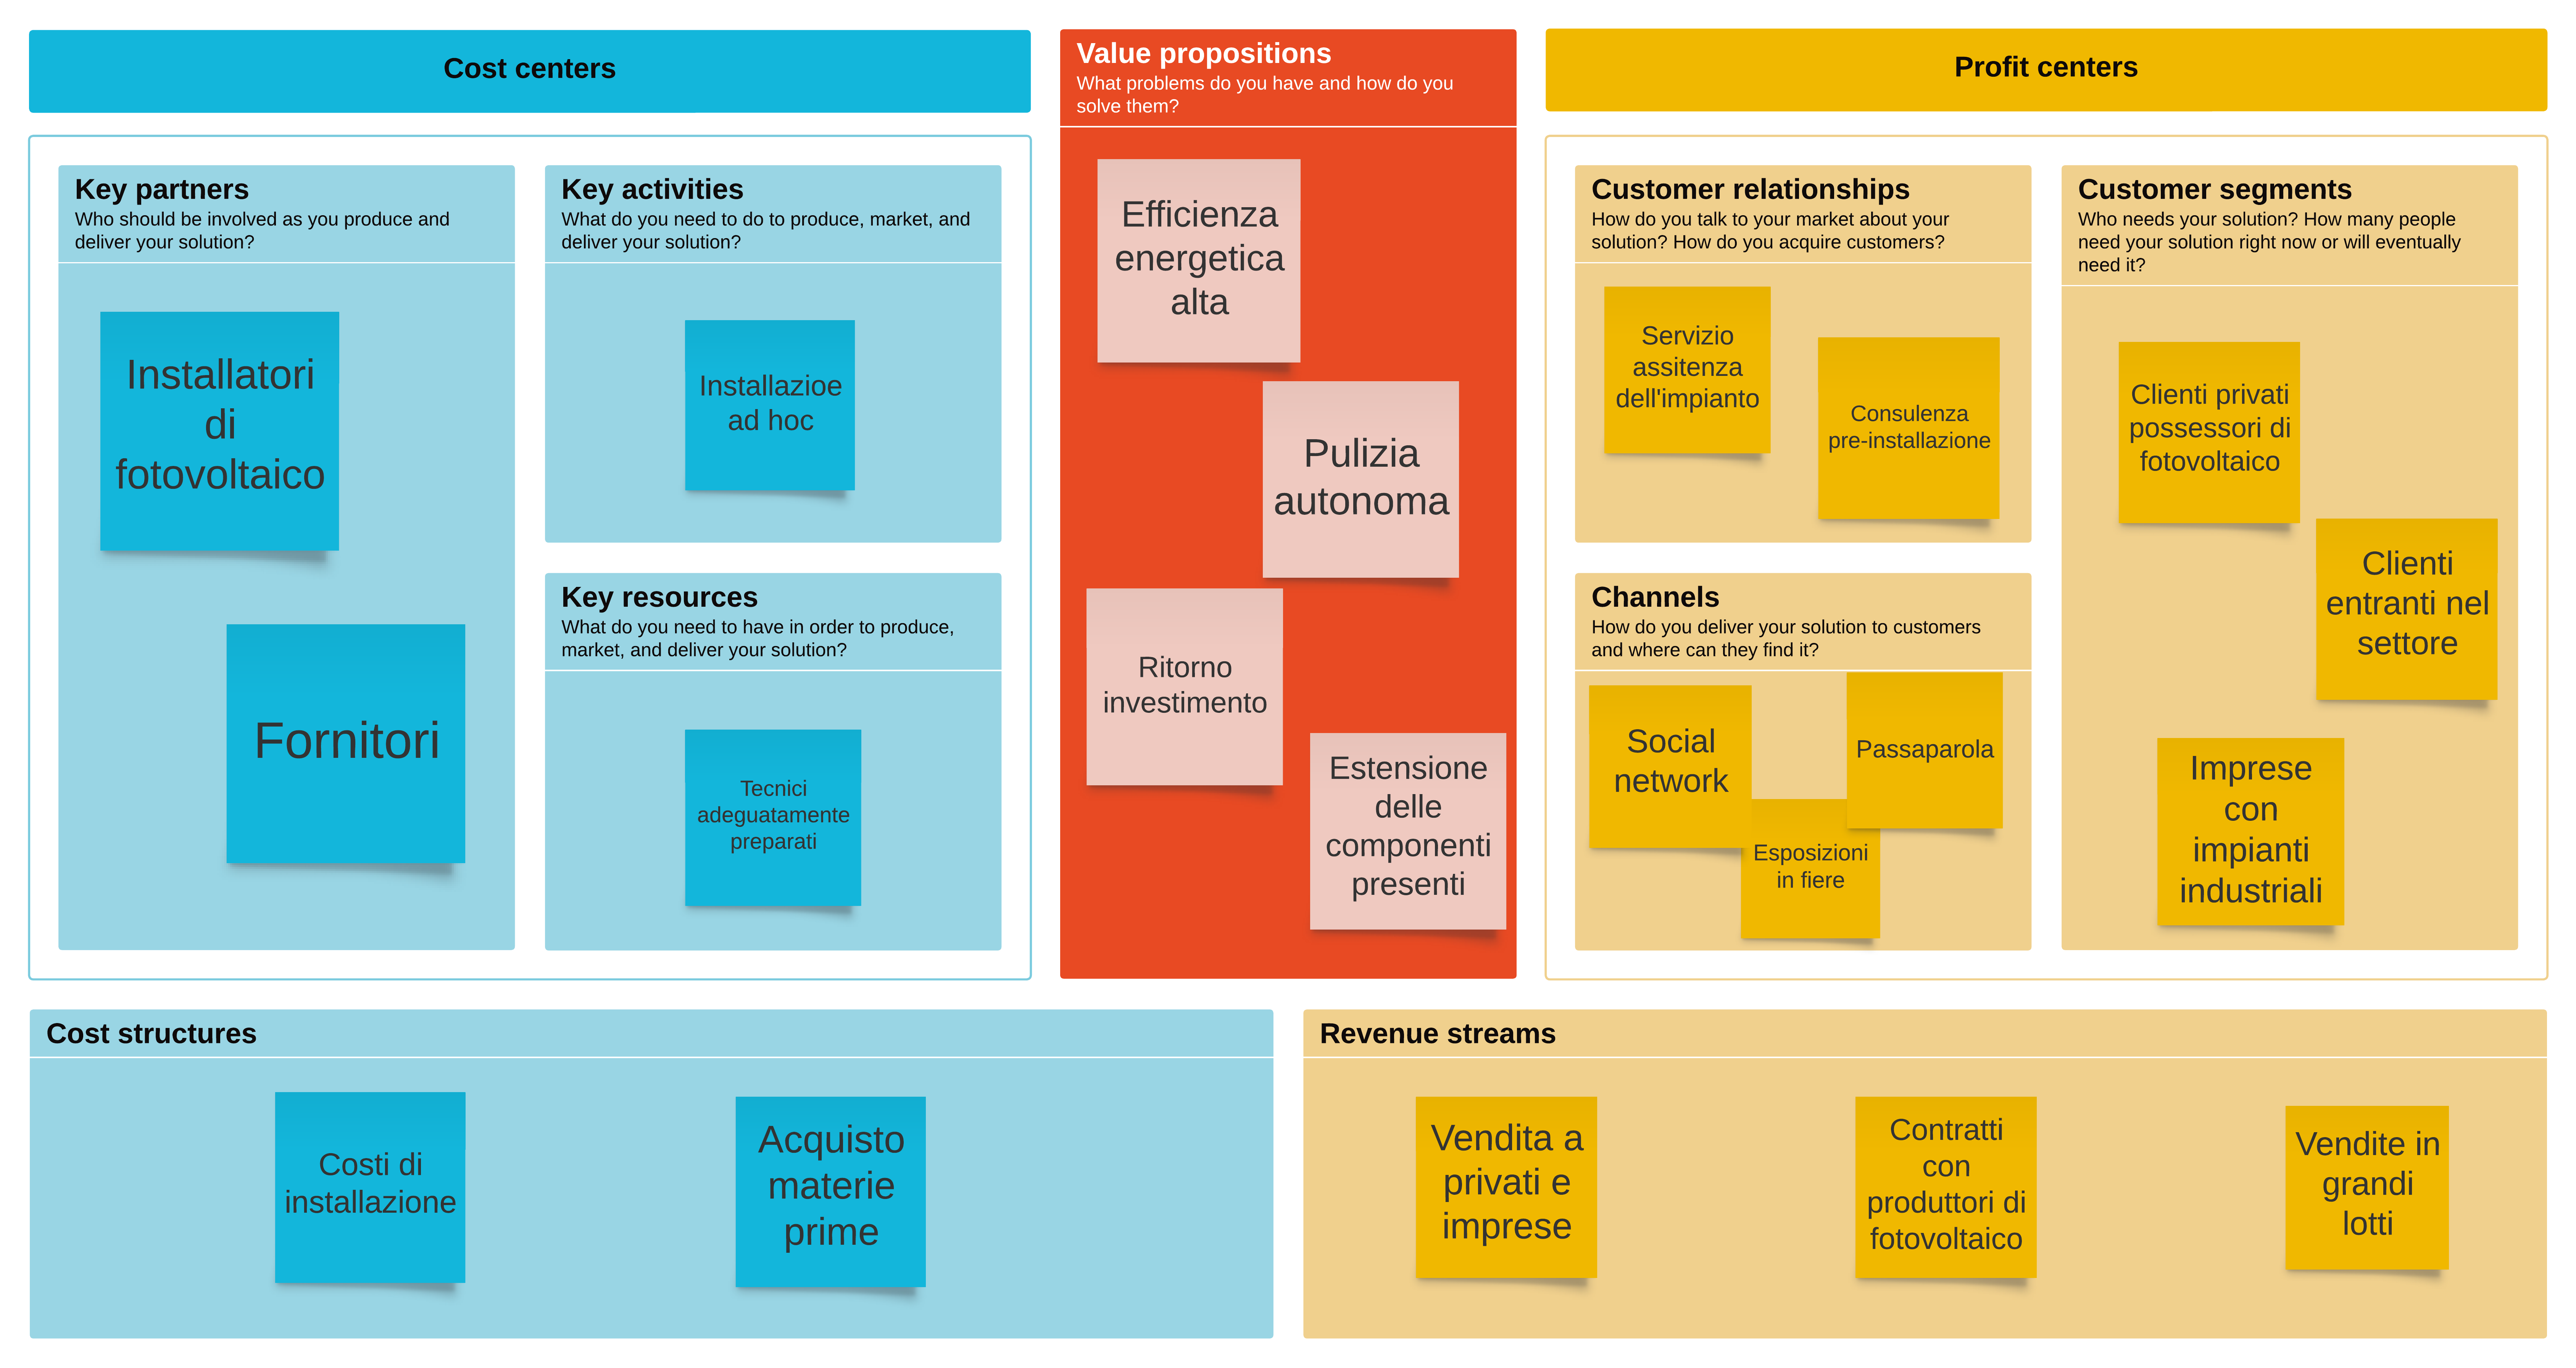 Cost centers
Value propositions
What problems do you have and how do you
solve them?
Profit centers
Key partners
Who should be involved as you produce and
deliver your solution?
Installatori
di
fotovoltaico
Fornitori
Key activities
What do you need to do to produce, market, and
deliver your solution?
Installazioe
ad hoc
Key resources
What do you need to have in order to produce,
market, and deliver your solution?
Tecnici
adeguatamente
preparati
Efficienza
energetica
alta
Pulizia
autonoma
Ritorno
investimento
Estensione
delle
componenti
presenti
Customer relationships
How do you talk to your market about your
solution? How do you acquire customers?
Servizio
assitenza
dell'impianto
Consulenza
pre-installazione
Channels
How do you deliver your solution to customers
and where can they find it?
Social
network
Passaparola
Esposizioni
in fiere
Customer segments
Who needs your solution? How many people
need your solution right now or will eventually
need it?
Clienti privati
possessori di
fotovoltaico
Clienti
entranti nel
settore
Imprese
con
impianti
industriali
Cost structures
Costi di
installazione
Acquisto
materie
prime
Revenue streams
Vendita a
privati e
imprese
Contratti
con
produttori di
fotovoltaico
Vendite in
grandi
lotti